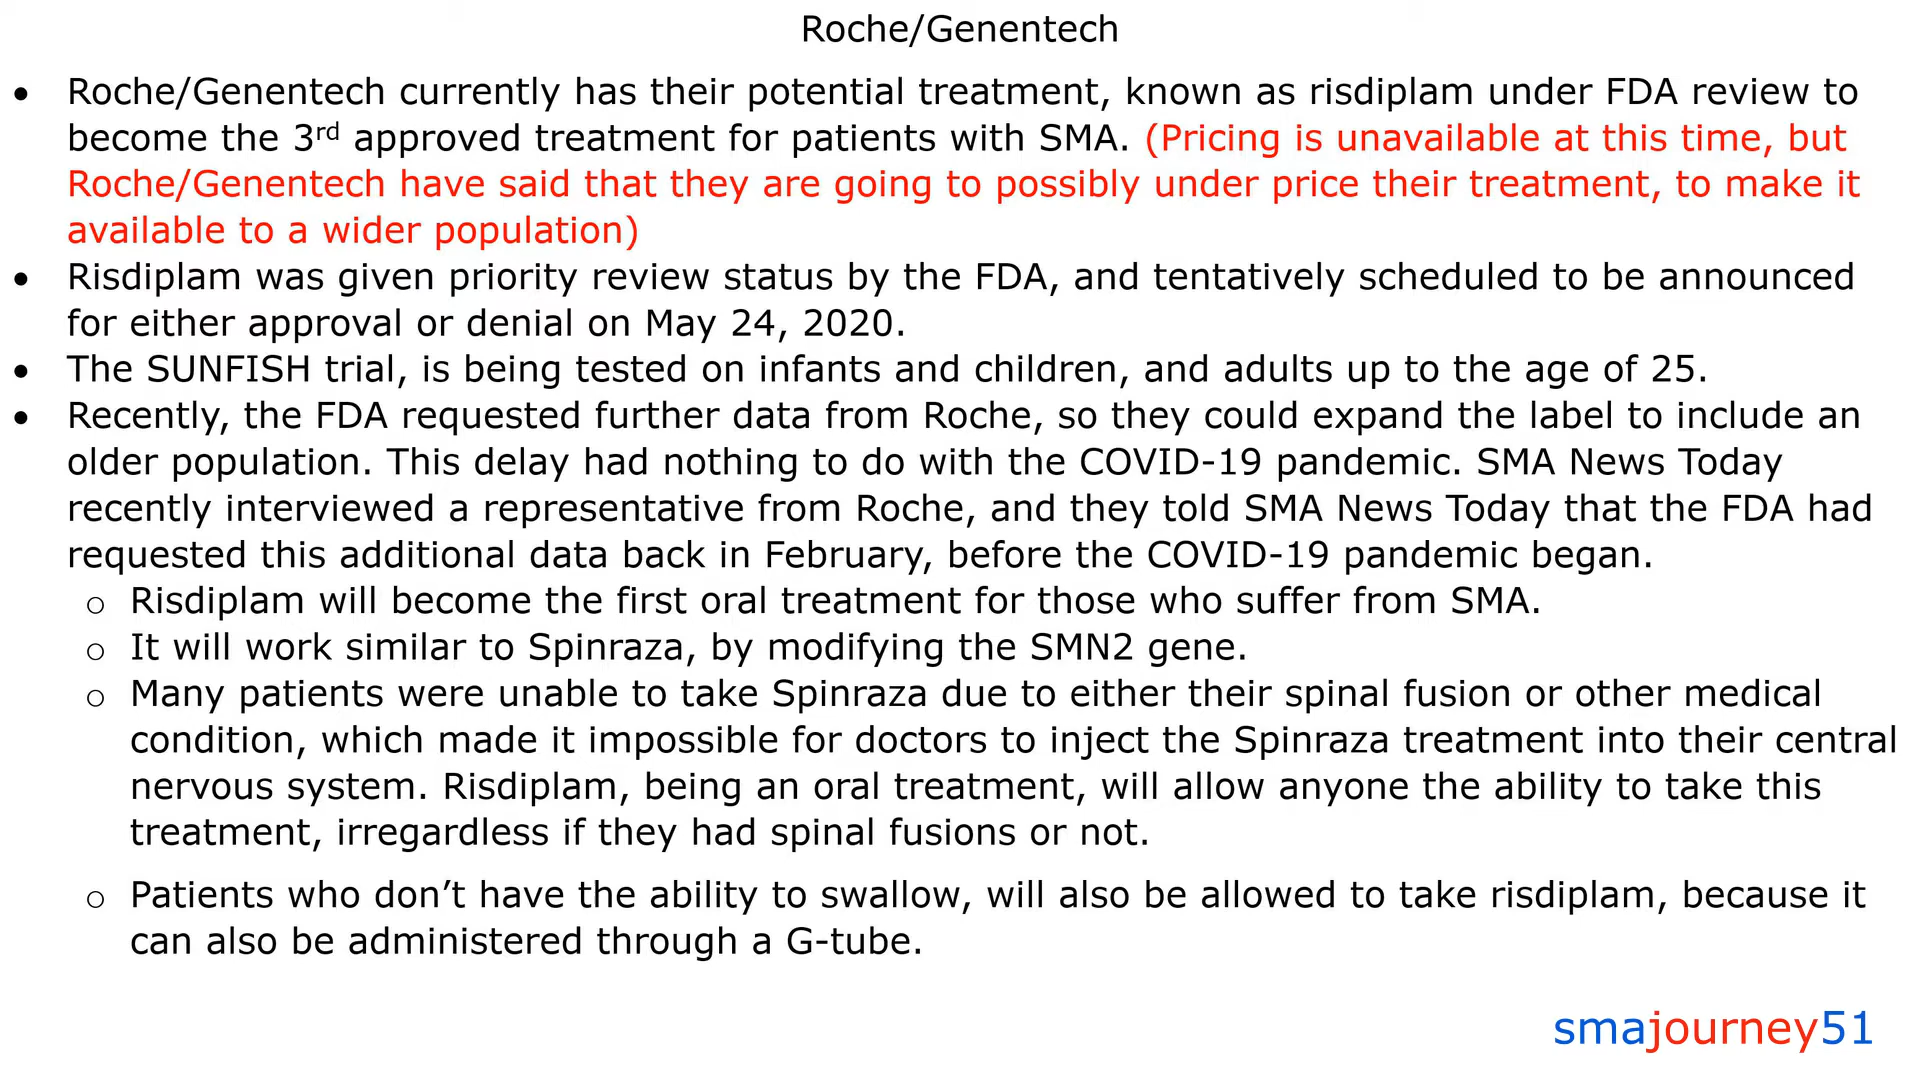 Roche/Genentech
• Roche/Genentech currently has their potential treatment, known as risdiplam under FDA review to
become the 3rd approved treatment for patients with SMA. (Pricing is unavailable at this time, but
Roche/Genentech have said that they are going to possibly under price their treatment, to make it
available to a wider population)
• Risdiplam was given priority review status by the FDA, and tentatively scheduled to be announced
for either approval or denial on May 24, 2020.
• The SUNFISH trial, is being tested on infants and children, and adults up to the age of 25.
• Recently, the FDA requested further data from Roche, so they could expand the label to include an
older population. This delay had nothing to do with the COVID-19 pandemic. SMA News Today
recently interviewed a representative from Roche, and they told SMA News Today that the FDA had
requested this additional data back in February, before the COVID-19 pandemic began.
o Risdiplam will become the first oral treatment for those who suffer from SMA.
o It will work similar to Spinraza, by modifying the SMN2 gene.
o Many patients were unable to take Spinraza due to either their spinal fusion or other medical
condition, which made it impossible for doctors to inject the Spinraza treatment into their central
nervous system. Risdiplam, being an oral treatment, will allow anyone the ability to take this
treatment, irregardless if they had spinal fusions or not.
o Patients who don’t have the ability to swallow, will also be allowed to take risdiplam, because it
can also be administered through a G-tube.
smajourney51